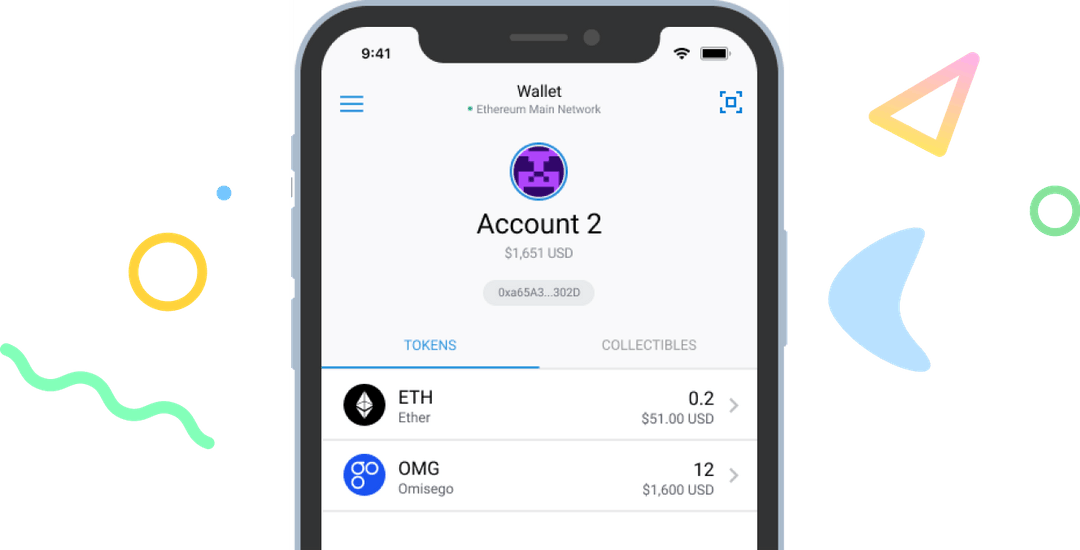 9:41
Wallet
* Ethereum Main Network
Account 2
$1,651 USD
0xa65A3...302D
TOKENS
COLLECTIBLES
ETH
0.2
Ether
$51.00 USD
OMG
12
Omisego
$1,600 USD